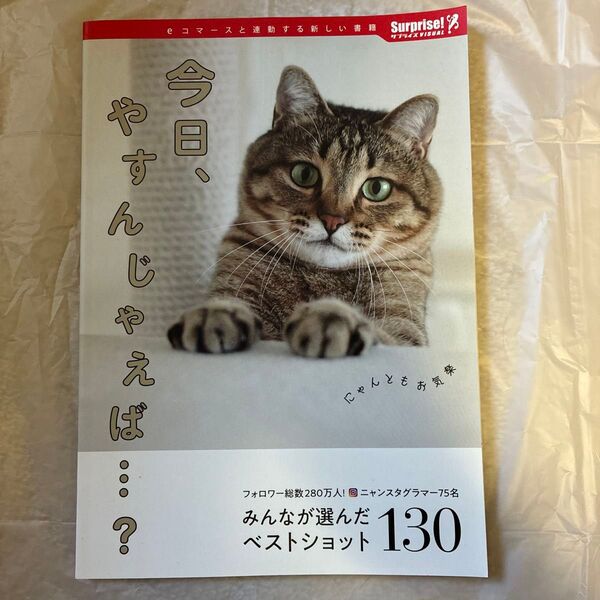 eコマースと連動する新しい書籍
Surprise!
サプライズVISUAL
今日、
やすんじゃえば…?
にゃんともお気楽
フォロワー総数280万人! ニャンスタグラマー75名
みんなが選んだ
ベストショット 130